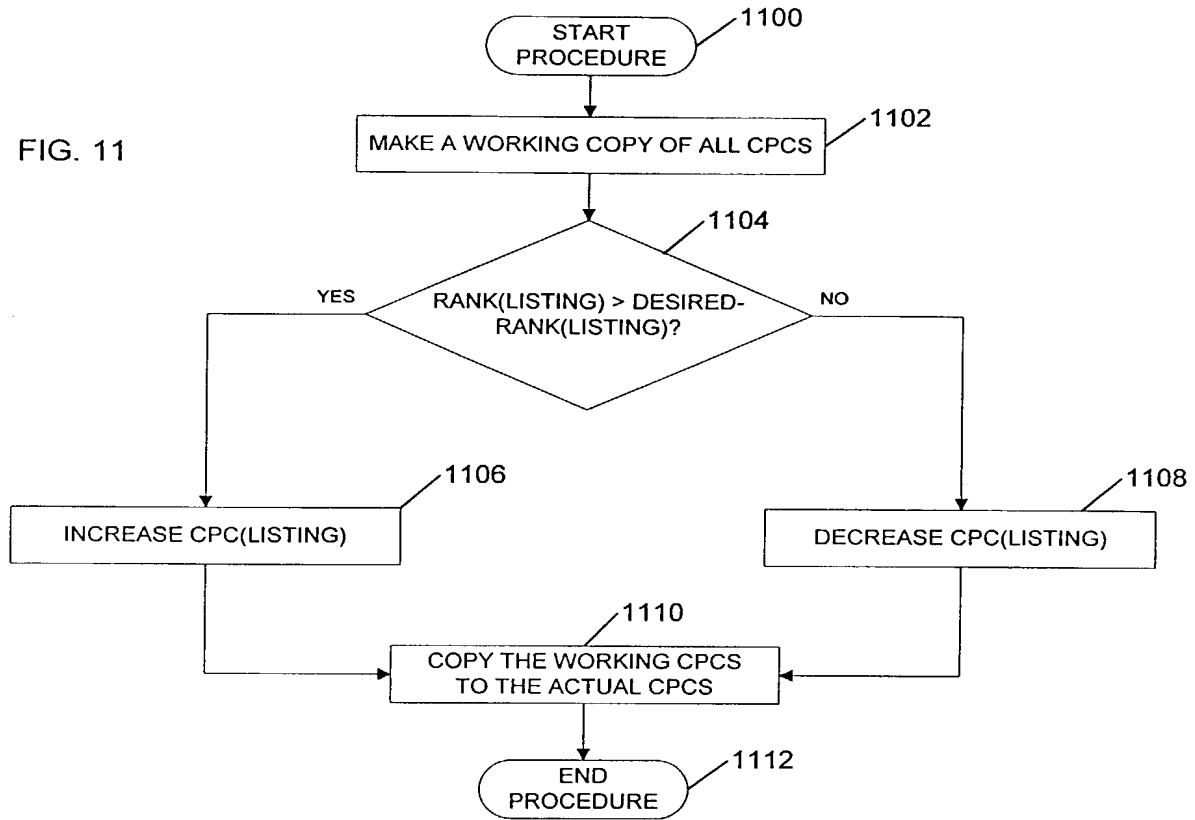 START
PROCEDURE
1100
MAKE A WORKING COPY OF ALL CPCS
1102
FIG. 11
1104
RANK(LISTING) > DESIRED-
RANK(LISTING)?
YES
NO
1106
INCREASE CPC(LISTING)
1108
DECREASE CPC(LISTING)
1110
COPY THE WORKING CPCS
TO THE ACTUAL CPCS
END
PROCEDURE
1112